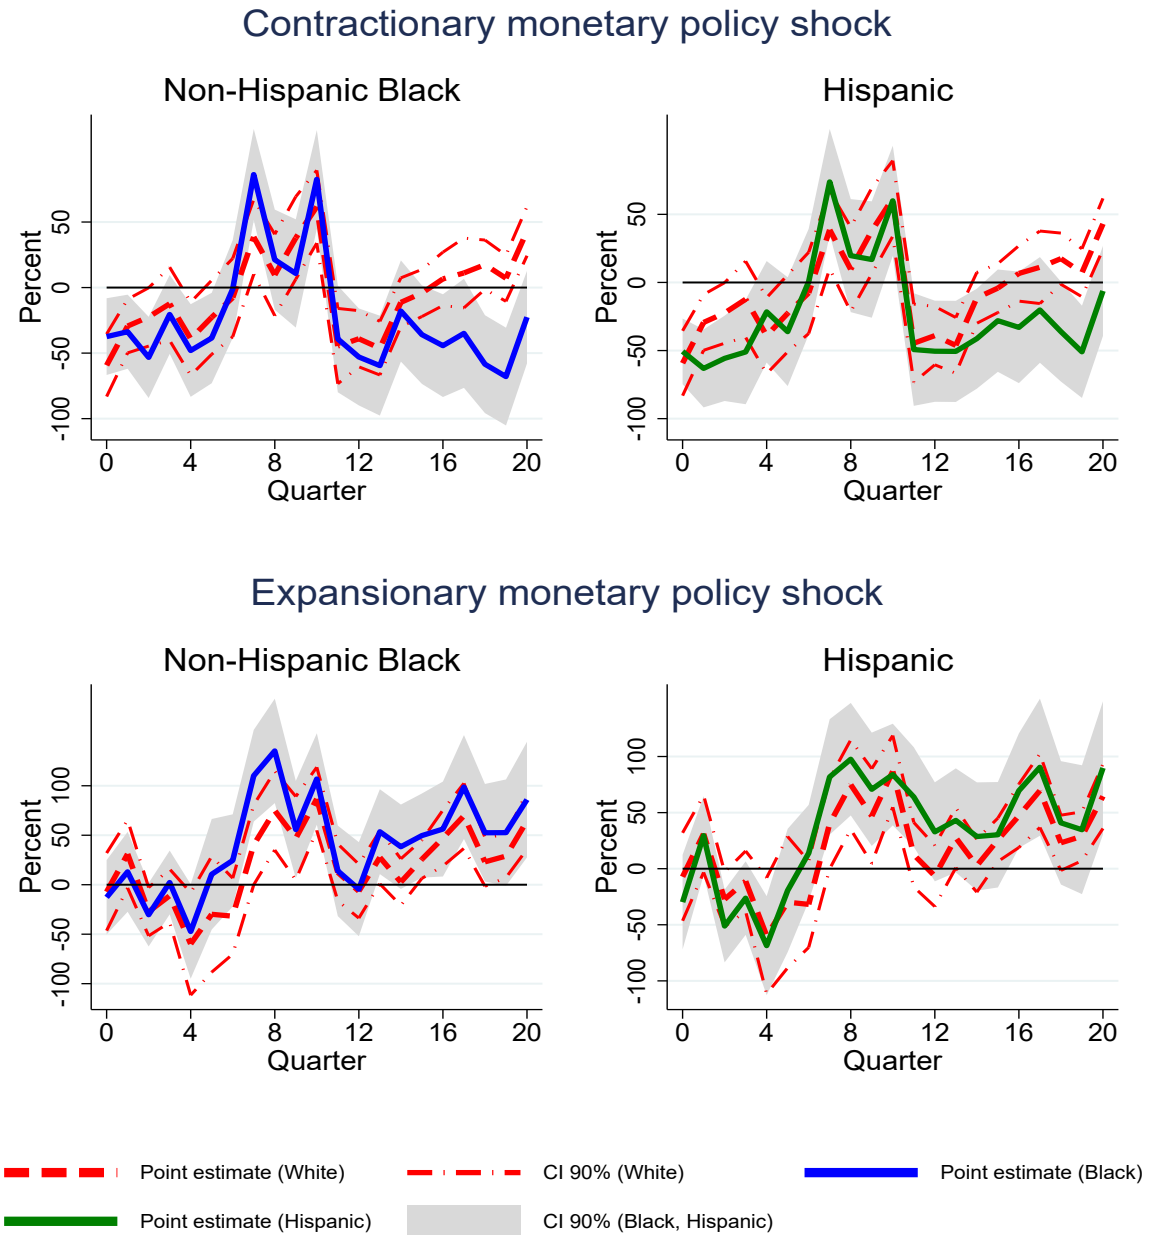 Contractionary monetary policy shock
Non-Hispanic Black
Percent
50
0
-50
-100
0 4 8 12 16 20
Quarter
Hispanic
Percent
50
0
-50
-100
0 4 8 12 16 20
Quarter
Expansionary monetary policy shock
Non-Hispanic Black
Percent
100
50
0
-50
-100
0 4 8 12 16 20
Quarter
Hispanic
Percent
100
50
0
-50
-100
0 4 8 12 16 20
Quarter
Point estimate (White) CI 90% (White) Point estimate (Black)
Point estimate (Hispanic) CI 90% (Black, Hispanic)